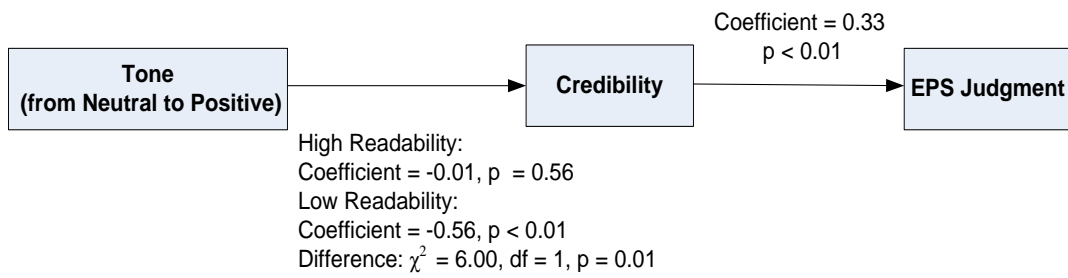 Coefficient = 0.33
p < 0.01
Tone
(from Neutral to Positive)
Credibility
EPS Judgment
High Readability:
Coefficient = -0.01, p = 0.56
Low Readability:
Coefficient = -0.56, p < 0.01
Difference: χ² = 6.00, df = 1, p = 0.01